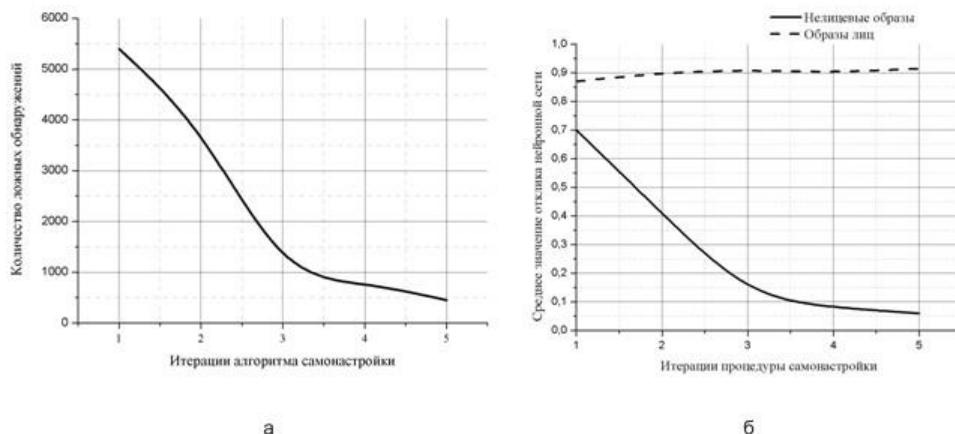 6000
5000
4000
3000
2000
1000
0
Количество ложных обнаружений
1 2 3 4 5
Итерации алгоритма самонастройки
а
Нелицевые образы
Образы лиц
1,0
0,9
0,8
0,7
0,6
0,5
0,4
0,3
0,2
0,1
0,0
Среднее значение отклика нейронной сети
1 2 3 4 5
Итерации процедуры самонастройки
б